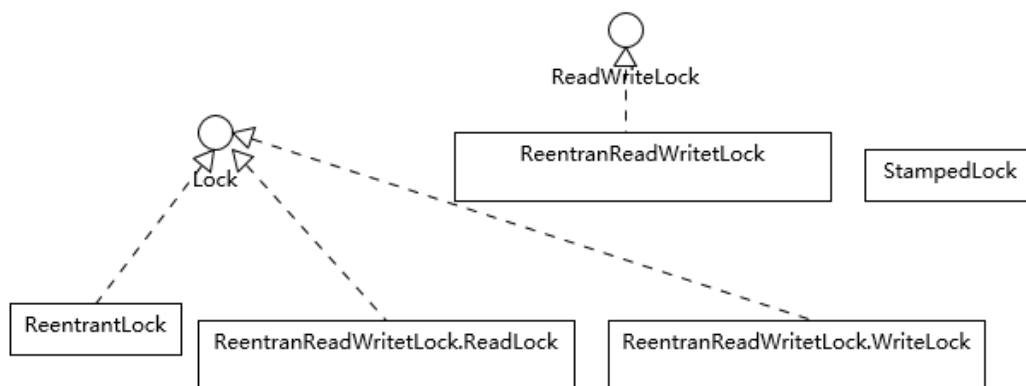 ReadWriteLock
ReentranReadWritetLock
StampedLock
Lock
ReentrantLock
ReentranReadWritetLock.ReadLock
ReentranReadWritetLock.WriteLock